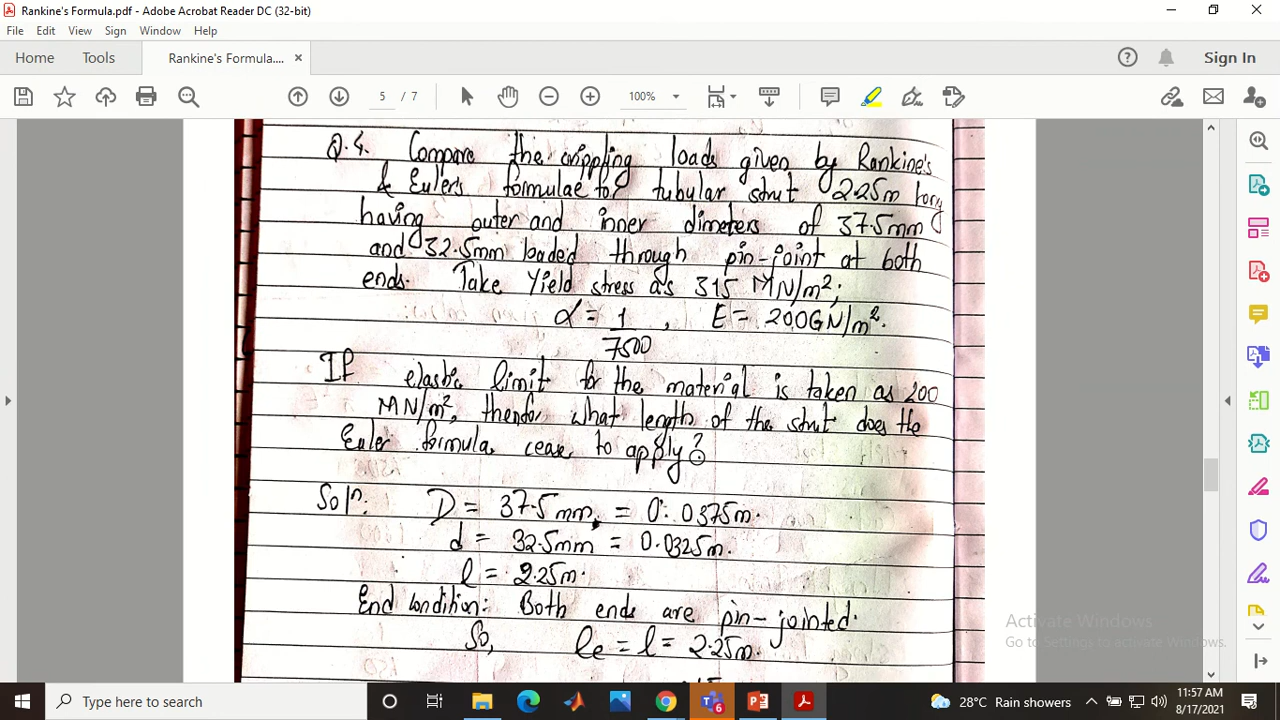 Rankine's Formula.pdf - Adobe Acrobat Reader DC (32-bit)
File Edit View Sign Window Help
Home Tools Rankine's Formula.... × Sign In
5 / 7 100%
Q.4. Compare the crippling loads given by Rankine's
& Euler's formulae for tubular strut 2.25m long
having outer and inner dimeters of 37.5mm
and 32.5mm loaded through pin-joint at both
ends. Take Yield stress as 315 MN/m²;
α = 1/7500, E = 200GN/m².
If elastic limit for the material is taken as 200
MN/m², then for what length of the strut does the
Euler formula cease to apply?
Soln: D = 37.5mm = 0.0375m.
d = 32.5mm = 0.0325m.
l = 2.25m.
End condition: Both ends are pin-jointed.
So, le = l = 2.25m.
Activate Windows
Go to Settings to activate Windows.
Type here to search
6
28°C Rain showers
11:57 AM
8/17/2021